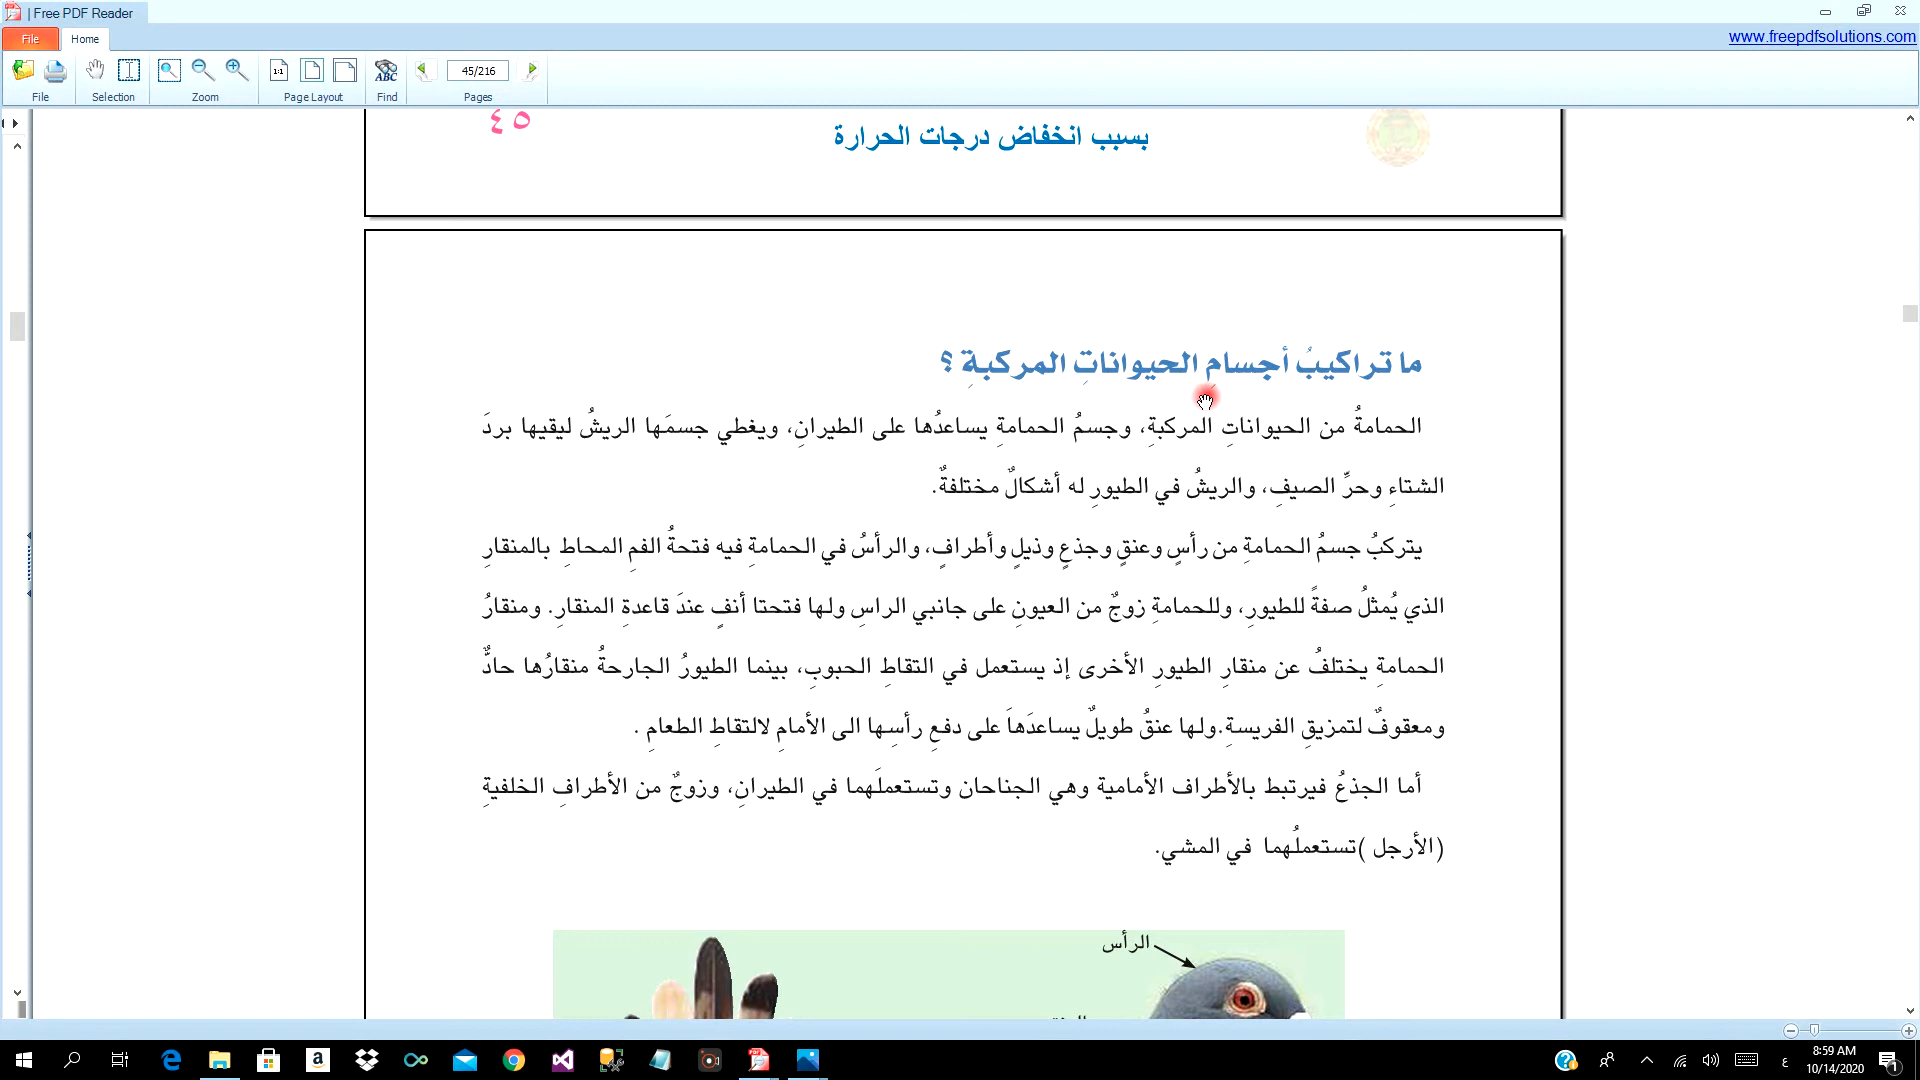 | Free PDF Reader
File
Home
www.freepdfsolutions.com
1:1
ABC
45/216
File
Selection
Zoom
Page Layout
Find
Pages
٤٥
بسبب انخفاض درجات الحرارة
ما تراكيبُ أجسامِ الحيواناتِ المركبةِ ؟
الحمامةُ من الحيواناتِ المركبةِ، وجسمُ الحمامةِ يساعدُها على الطيرانِ، ويغطي جسمَها الريشُ ليقيها بردَ
الشتاءِ وحرِّ الصيفِ، والريشُ في الطيورِ له أشكالٌ مختلفةٌ.
يتركبُ جسمُ الحمامةِ من رأسٍ وعنقٍ وجذعٍ وذيلٍ وأطرافٍ، والرأسُ في الحمامةِ فيه فتحةُ الفمِ المحاطِ بالمنقارِ
الذي يُمثلُ صفةً للطيورِ، وللحمامةِ زوجٌ من العيونِ على جانبي الراسِ ولها فتحتا أنفٍ عندَ قاعدةِ المنقارِ. ومنقارُ
الحمامةِ يختلفُ عن منقارِ الطيورِ الأخرى إذ يستعمل في التقاطِ الحبوبِ، بينما الطيورُ الجارحةُ منقارُها حادٌّ
ومعقوفٌ لتمزيقِ الفريسةِ.ولها عنقُ طويلٌ يساعدَهاَ على دفعِ رأسِها الى الأمامِ لالتقاطِ الطعامِ .
أما الجذعُ فيرتبط بالأطراف الأمامية وهي الجناحان وتستعملَهما في الطيرانِ، وزوجٌ من الأطرافِ الخلفيةِ
(الأرجل )تستعملُهما في المشي.
الرأس
ع
8:59 AM
10/14/2020
1